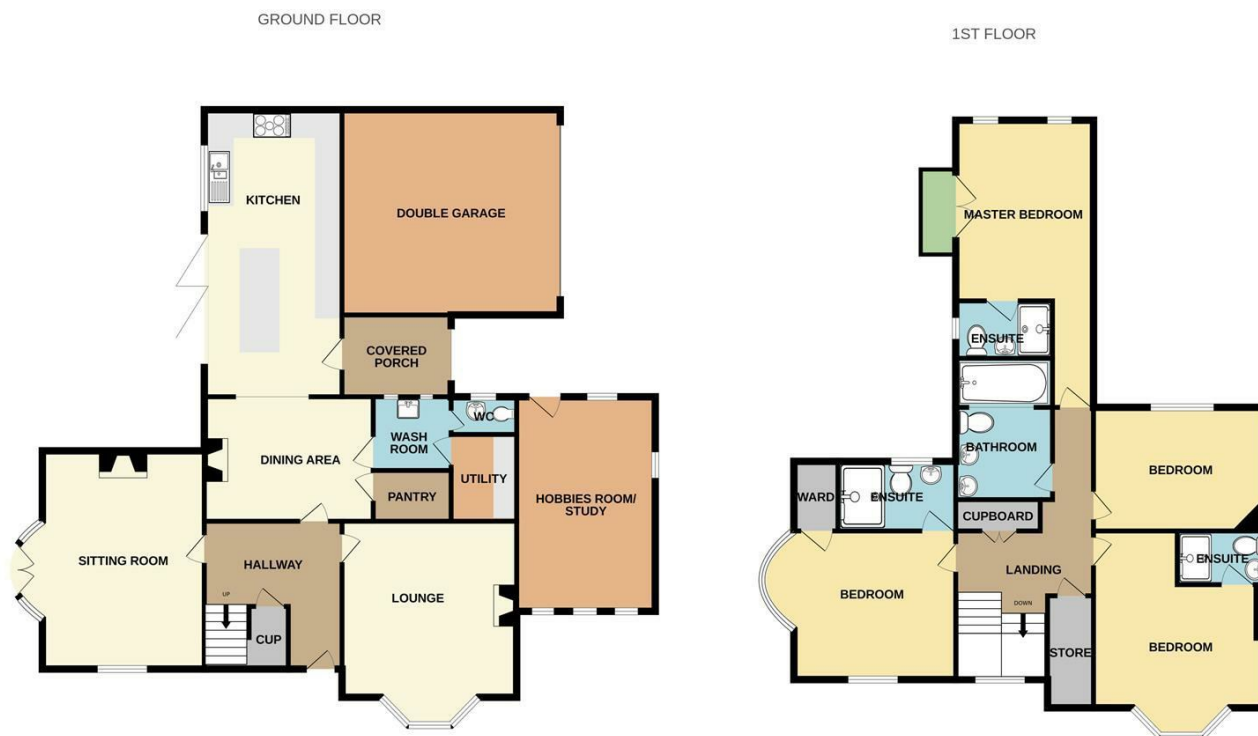 GROUND FLOOR
KITCHEN
DOUBLE GARAGE
COVERED
PORCH
WC
WASH
ROOM
DINING AREA
UTILITY
PANTRY
HOBBIES ROOM/
STUDY
SITTING ROOM
HALLWAY
UP
CUP
LOUNGE
1ST FLOOR
MASTER BEDROOM
ENSUITE
BATHROOM
BEDROOM
WARD
ENSUITE
CUPBOARD
ENSUITE
LANDING
BEDROOM
DOWN
STORE
BEDROOM